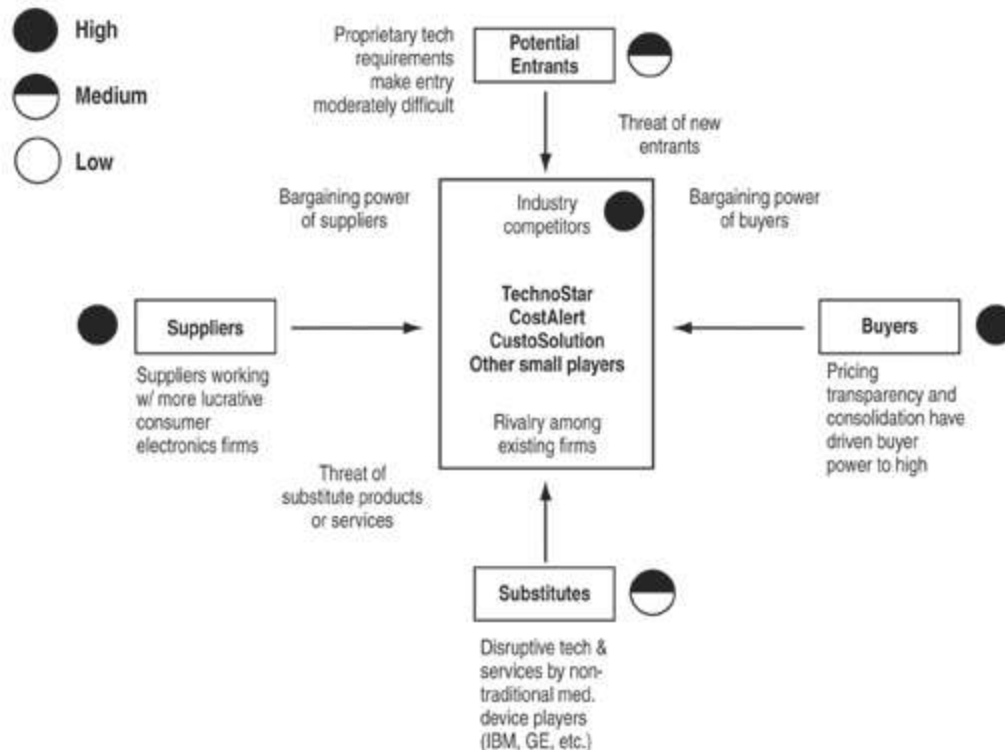 High
Medium
Low
Proprietary tech
requirements
make entry
moderately difficult
Potential
Entrants
Threat of new
entrants
Bargaining power
of suppliers
Industry
competitors
Bargaining power
of buyers
TechnoStar
CostAlert
CustoSolution
Other small players
Rivalry among
existing firms
Suppliers
Suppliers working
w/ more lucrative
consumer
electronics firms
Buyers
Pricing
transparency and
consolidation have
driven buyer
power to high
Threat of
substitute products
or services
Substitutes
Disruptive tech &
services by non-
traditional med.
device players
(IBM, GE, etc.)